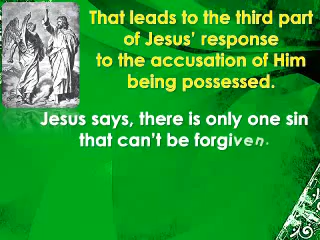 That leads to the third part
of Jesus' response
to the accusation of Him
being possessed.
Jesus says, there is only one sin
that can't be forgiven.